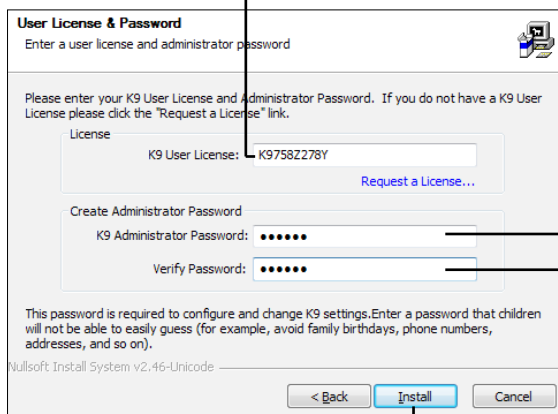 User License & Password
Enter a user license and administrator password
Please enter your K9 User License and Administrator Password. If you do not have a K9 User
License please click the "Request a License" link.
License
K9 User License: K9758Z278Y
Request a License...
Create Administrator Password
K9 Administrator Password: ●●●●●●
Verify Password: ●●●●●●
This password is required to configure and change K9 settings.Enter a password that children
will not be able to easily guess (for example, avoid family birthdays, phone numbers,
addresses, and so on).
Nullsoft Install System v2.46-Unicode
< Back Install Cancel